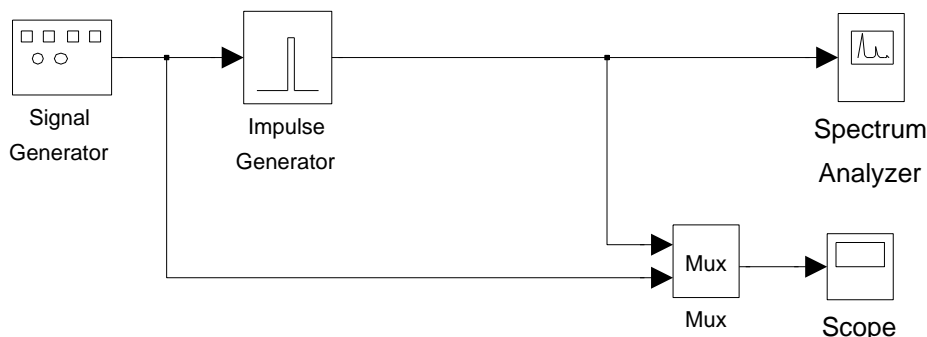 Signal
Generator
Impulse
Generator
Spectrum
Analyzer
Mux
Mux
Scope